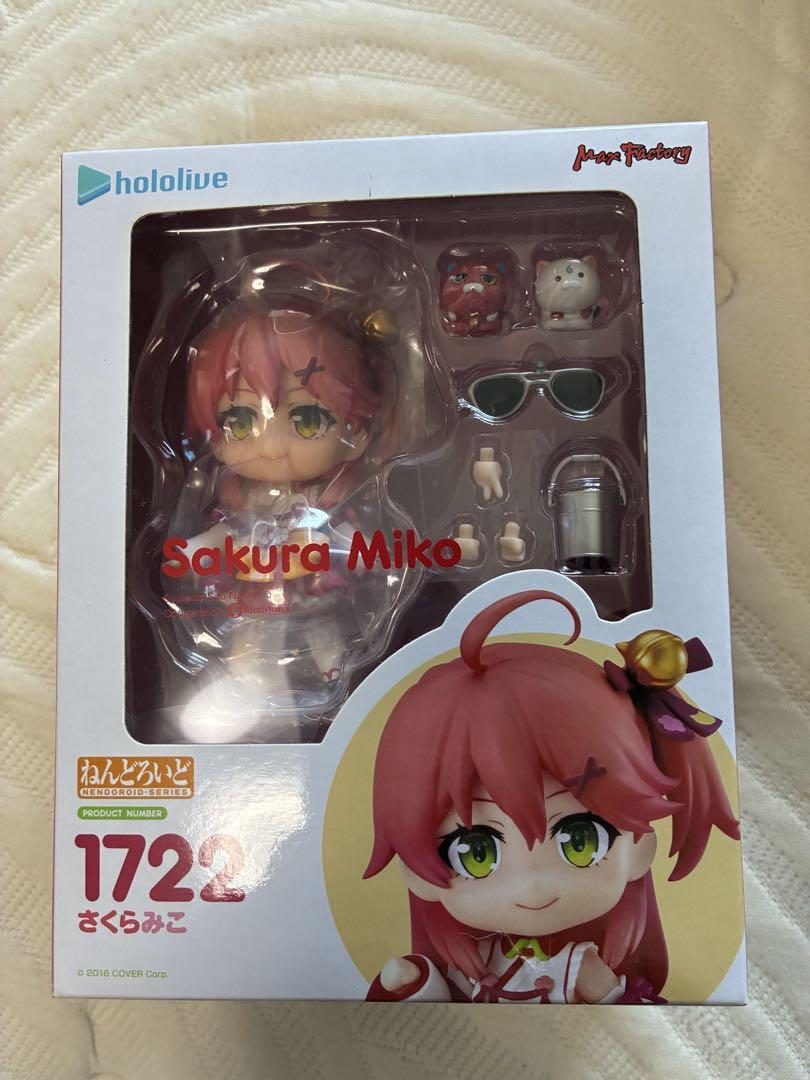 hololive
Max Factory
Sakura Miko
Nendoron
ねんどろいど
NENDOROID-SERIES
PRODUCT NUMBER
1722
さくらみこ
© 2016 COVER Corp.